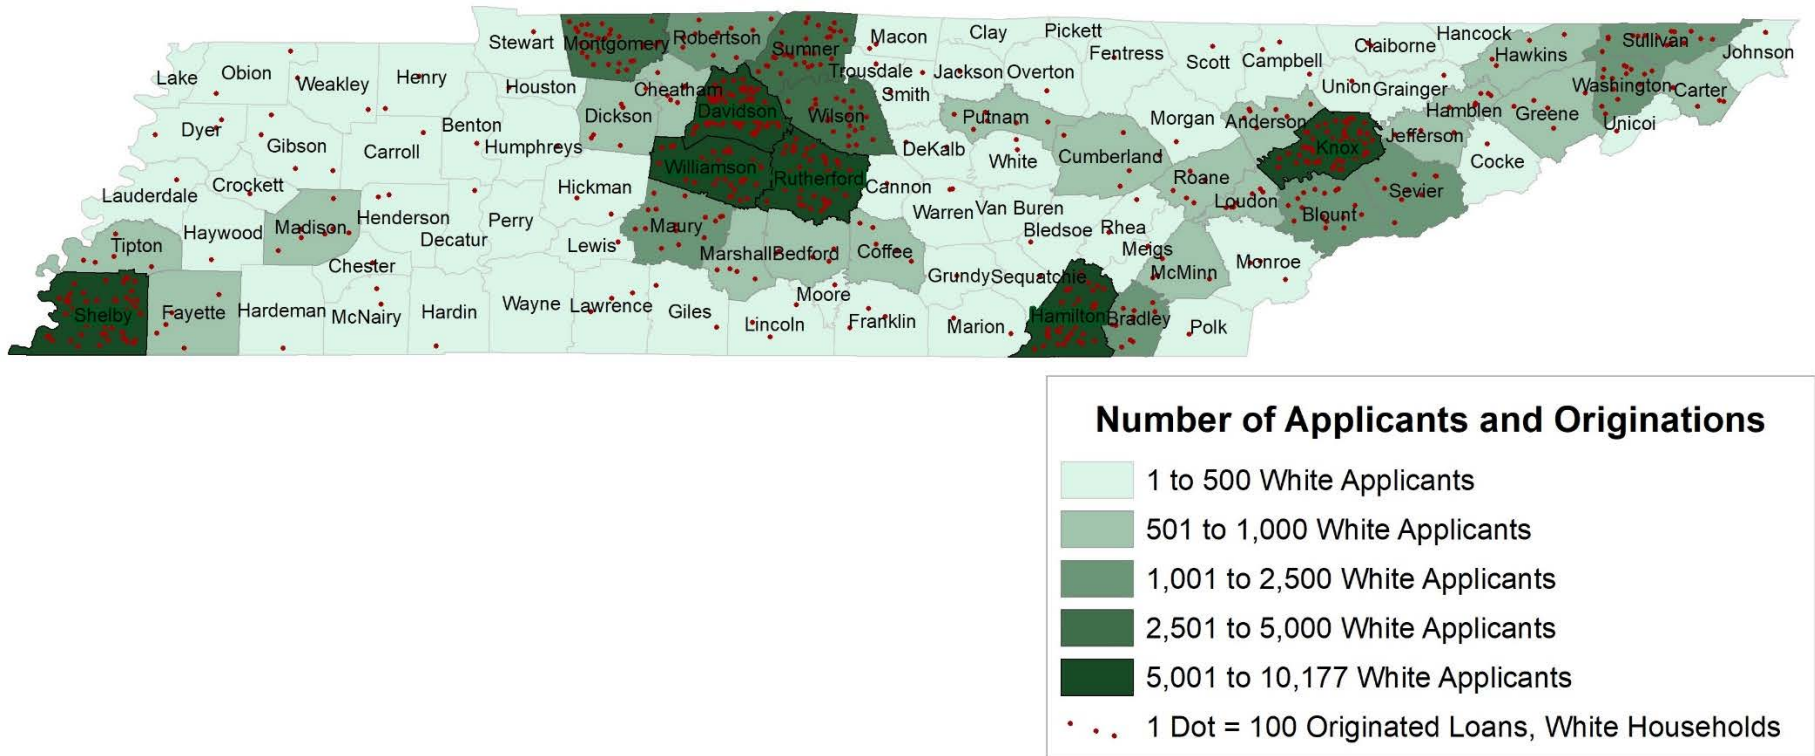 Stewart
Montgomery
Robertson
Sumner
Macon
Clay
Pickett
Fentress
Scott
Campbell
Claiborne
Hancock
Hawkins
Sullivan
Johnson
Lake
Obion
Weakley
Henry
Houston
Cheatham
Trousdale
Jackson
Overton
Union
Grainger
Washington
Carter
Dickson
Davidson
Wilson
Smith
Putnam
Morgan
Anderson
Hamblen
Greene
Unicoi
Dyer
Gibson
Carroll
Benton
Humphreys
DeKalb
White
Cumberland
Knox
Jefferson
Cocke
Lauderdale
Crockett
Hickman
Williamson
Rutherford
Cannon
Roane
Loudon
Blount
Sevier
Tipton
Haywood
Madison
Henderson
Decatur
Perry
Lewis
Maury
Marshall
Bedford
Coffee
Warren
Van Buren
Bledsoe
Rhea
Meigs
McMinn
Monroe
Chester
Grundy
Sequatchie
Shelby
Fayette
Hardeman
McNairy
Hardin
Wayne
Lawrence
Giles
Lincoln
Moore
Franklin
Marion
Hamilton
Bradley
Polk
Number of Applicants and Originations
1 to 500 White Applicants
501 to 1,000 White Applicants
1,001 to 2,500 White Applicants
2,501 to 5,000 White Applicants
5,001 to 10,177 White Applicants
1 Dot = 100 Originated Loans, White Households